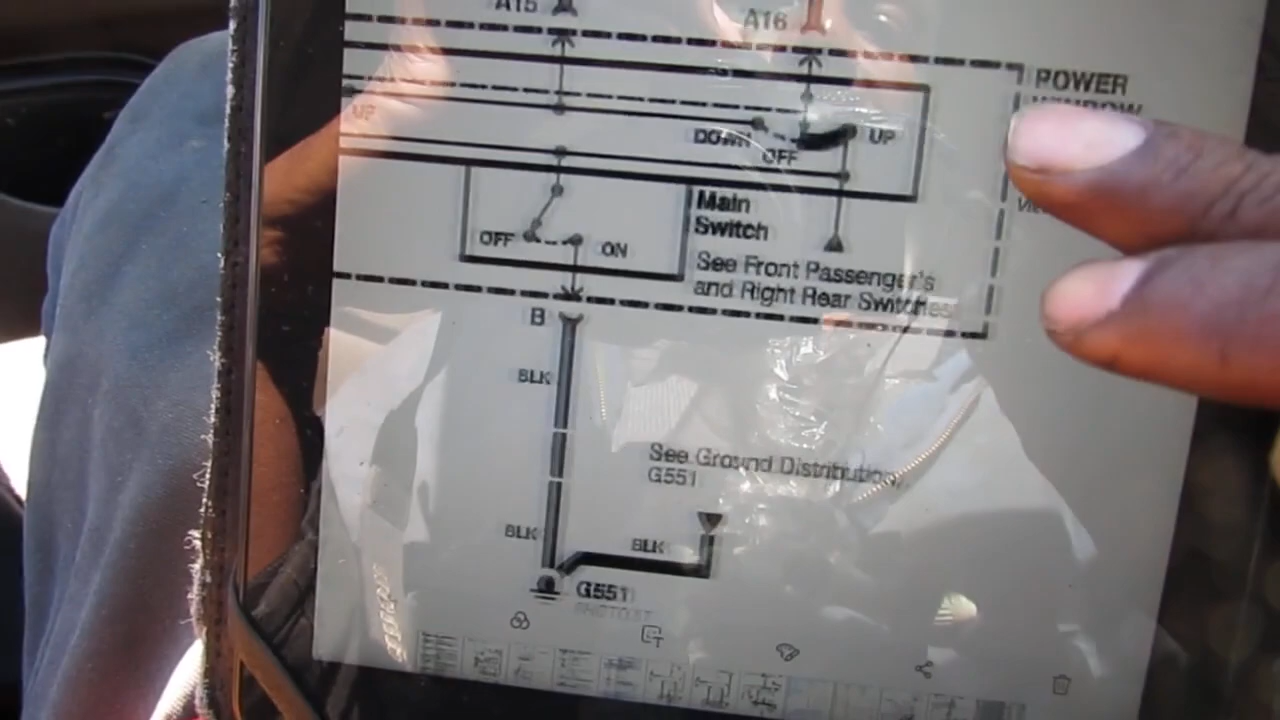 A15
A16
POWER
WINDOW
UP
DOWN
OFF
UP
Main
Switch
OFF
ON
See Front Passenger's
and Right Rear Switches
B
BLK
See Ground Distribution,
G551
BLK
BLK
G551